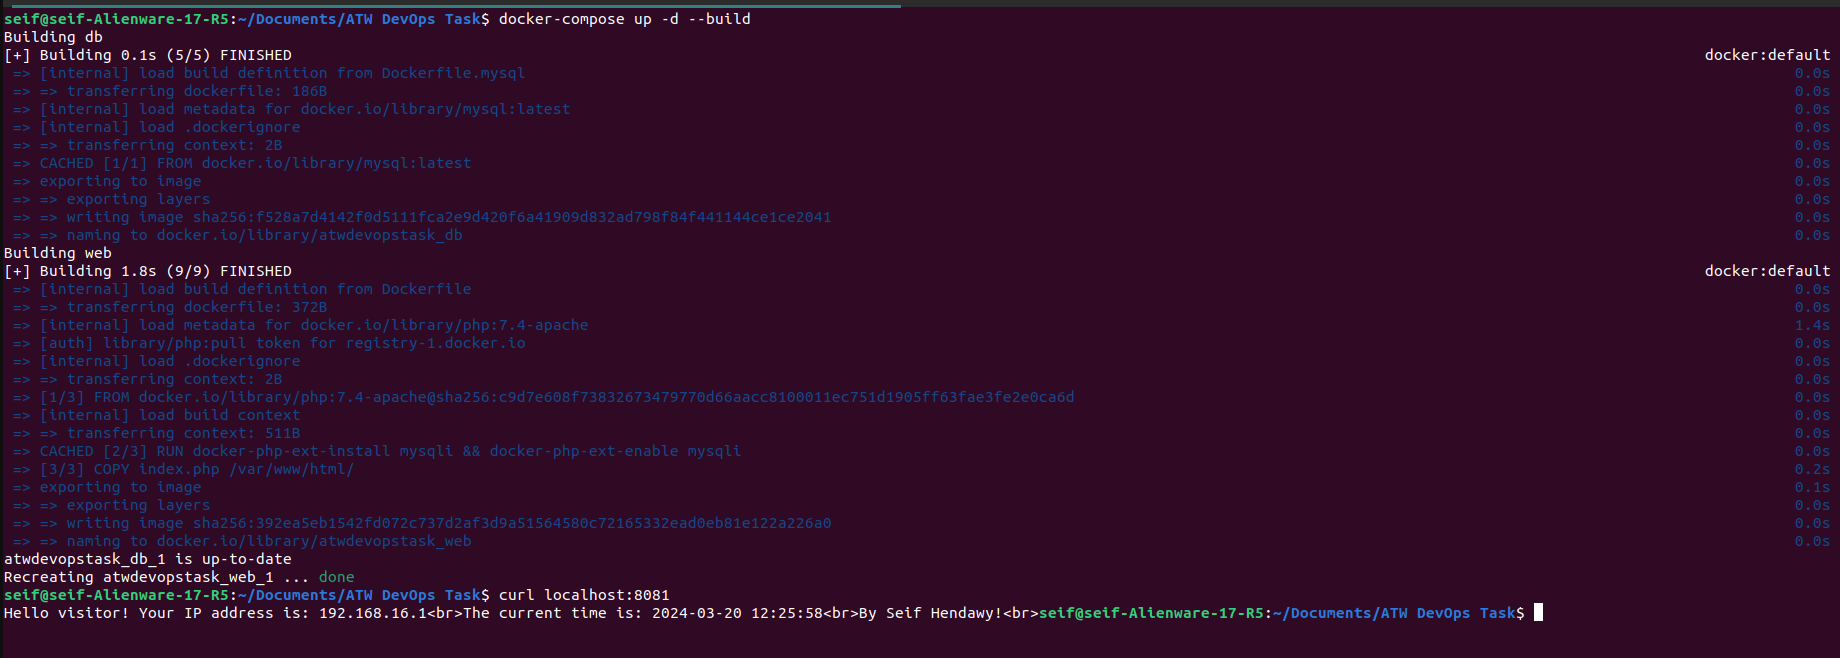 seif@seif-Alienware-17-R5:~/Documents/ATW DevOps Task$ docker-compose up -d --build
Building db
[+] Building 0.1s (5/5) FINISHED docker:default
=> [internal] load build definition from Dockerfile.mysql 0.0s
=> => transferring dockerfile: 186B 0.0s
=> [internal] load metadata for docker.io/library/mysql:latest 0.0s
=> [internal] load .dockerignore 0.0s
=> => transferring context: 2B 0.0s
=> CACHED [1/1] FROM docker.io/library/mysql:latest 0.0s
=> exporting to image 0.0s
=> => exporting layers 0.0s
=> => writing image sha256:f528a7d4142f0d5111fca2e9d420f6a41909d832ad798f84f441144ce1ce2041 0.0s
=> => naming to docker.io/library/atwdevopstask_db 0.0s
Building web
[+] Building 1.8s (9/9) FINISHED docker:default
=> [internal] load build definition from Dockerfile 0.0s
=> => transferring dockerfile: 372B 0.0s
=> [internal] load metadata for docker.io/library/php:7.4-apache 1.4s
=> [auth] library/php:pull token for registry-1.docker.io 0.0s
=> [internal] load .dockerignore 0.0s
=> => transferring context: 2B 0.0s
=> [1/3] FROM docker.io/library/php:7.4-apache@sha256:c9d7e608f73832673479770d66aacc8100011ec751d1905ff63fae3fe2e0ca6d 0.0s
=> [internal] load build context 0.0s
=> => transferring context: 511B 0.0s
=> CACHED [2/3] RUN docker-php-ext-install mysqli && docker-php-ext-enable mysqli 0.0s
=> [3/3] COPY index.php /var/www/html/ 0.2s
=> exporting to image 0.1s
=> => exporting layers 0.0s
=> => writing image sha256:392ea5eb1542fd072c737d2af3d9a51564580c72165332ead0eb81e122a226a0 0.0s
=> => naming to docker.io/library/atwdevopstask_web 0.0s
atwdevopstask_db_1 is up-to-date
Recreating atwdevopstask_web_1 ... done
seif@seif-Alienware-17-R5:~/Documents/ATW DevOps Task$ curl localhost:8081
Hello visitor! Your IP address is: 192.168.16.1<br>The current time is: 2024-03-20 12:25:58<br>By Seif Hendawy!<br>seif@seif-Alienware-17-R5:~/Documents/ATW DevOps Task$